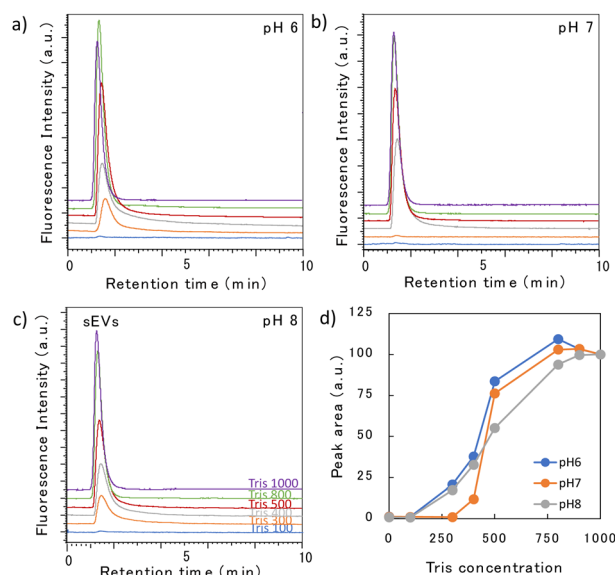 a)
pH 6
Fluorescence Intensity (a.u.)
0
5
10
Retention time (min)
b)
pH 7
Fluorescence Intensity (a.u.)
0
5
10
Retention time (min)
c)
sEVs
pH 8
Fluorescence Intensity (a.u.)
Tris 1000
Tris 800
Tris 500
Tris 400
Tris 300
Tris 100
0
5
10
Retention time (min)
d)
Peak area (a.u.)
125
100
75
50
25
0
pH6
pH7
pH8
0
250
500
750
1000
Tris concentration